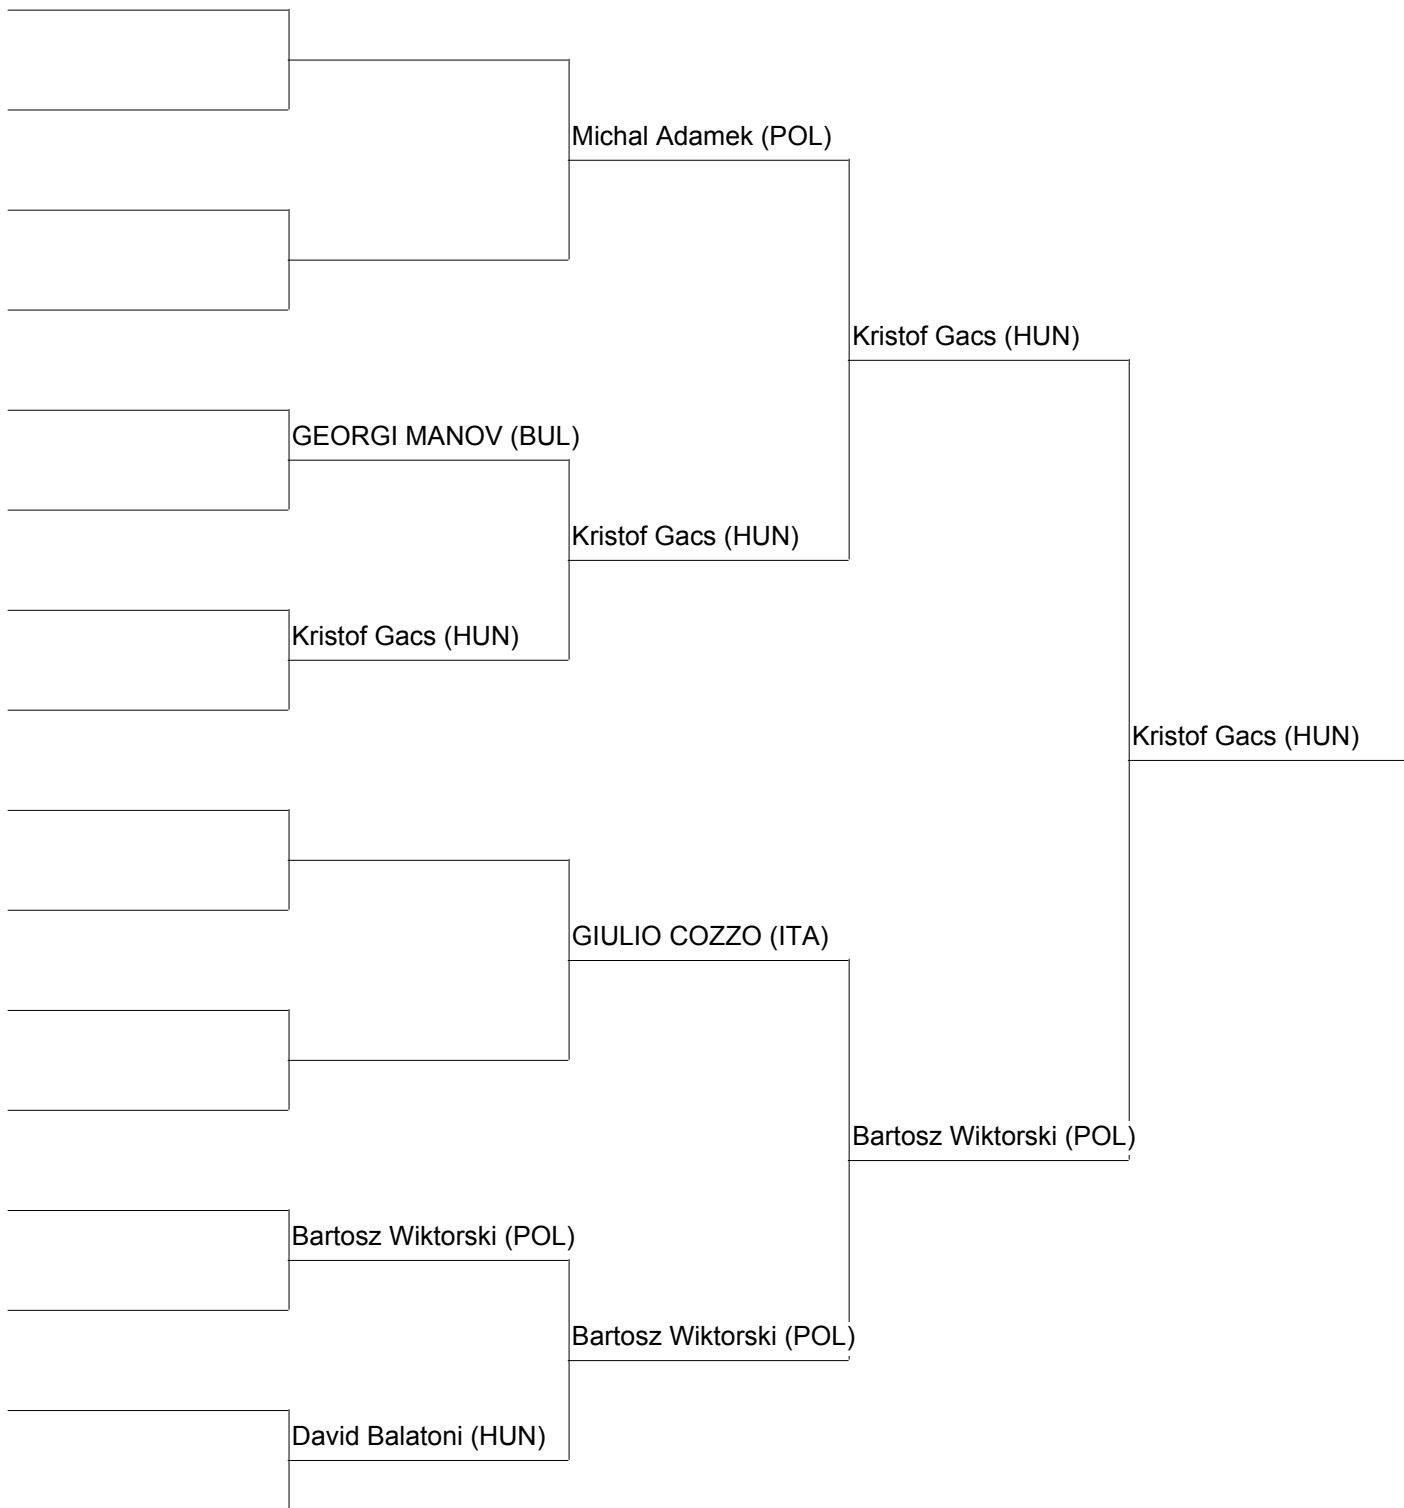 Michal Adamek (POL)
Kristof Gacs (HUN)
GEORGI MANOV (BUL)
Kristof Gacs (HUN)
Kristof Gacs (HUN)
Kristof Gacs (HUN)
GIULIO COZZO (ITA)
Bartosz Wiktorski (POL)
Bartosz Wiktorski (POL)
Bartosz Wiktorski (POL)
David Balatoni (HUN)